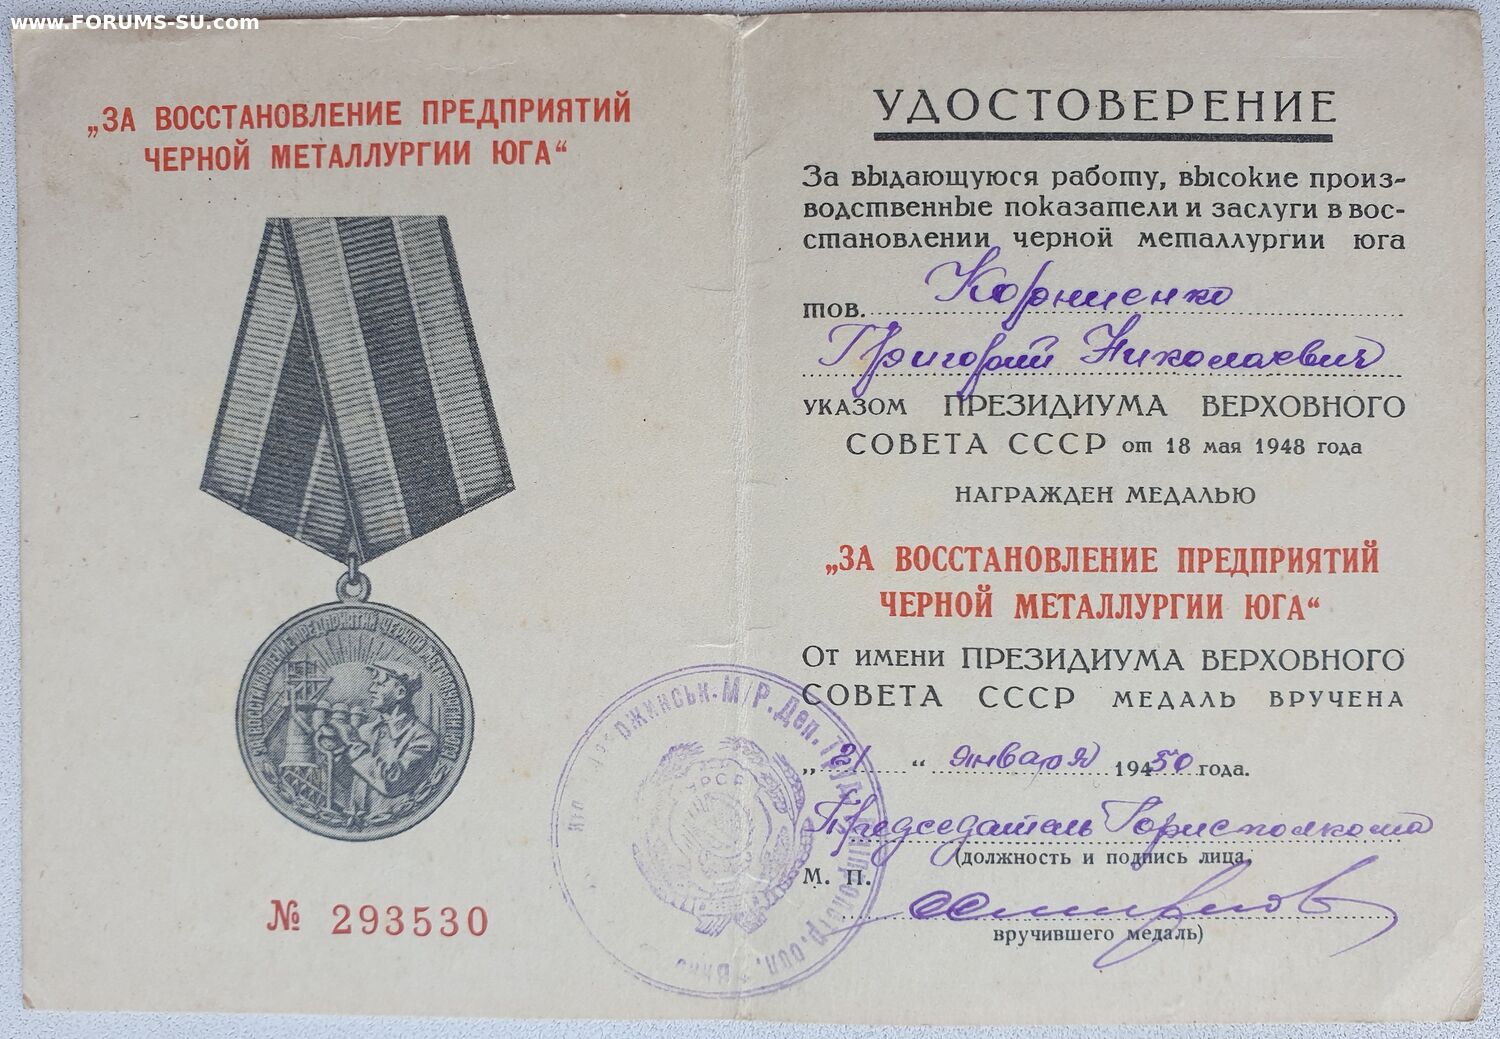 www.FORUMS-SU.com
„ЗА ВОССТАНОВЛЕНИЕ ПРЕДПРИЯТИЙ
ЧЕРНОЙ МЕТАЛЛУРГИИ ЮГА“
№ 293530
УДОСТОВЕРЕНИЕ
За выдающуюся работу, высокие произ-
водственные показатели и заслуги в вос-
становлении черной металлургии юга
тов. Корниенко
Григорий Николаевич
указом ПРЕЗИДИУМА ВЕРХОВНОГО
СОВЕТА СССР от 18 мая 1948 года
НАГРАЖДЕН МЕДАЛЬЮ
„ЗА ВОССТАНОВЛЕНИЕ ПРЕДПРИЯТИЙ
ЧЕРНОЙ МЕТАЛЛУРГИИ ЮГА“
От имени ПРЕЗИДИУМА ВЕРХОВНОГО
СОВЕТА СССР МЕДАЛЬ ВРУЧЕНА
„21“ января 1950 года.
Председатель Горисполкома
(должность и подпись лица,
М. П.
вручившего медаль)
М/Р. Деп.